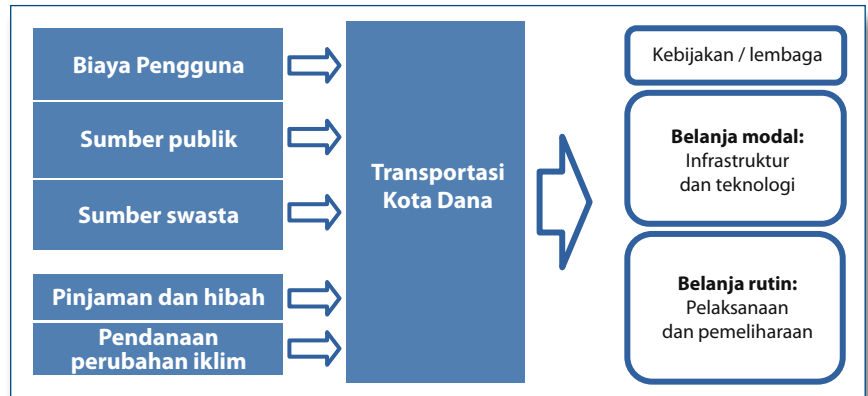 Biaya Pengguna
Sumber publik
Sumber swasta
Pinjaman dan hibah
Pendanaan
perubahan iklim
Transportasi
Kota Dana
Kebijakan / lembaga
Belanja modal:
Infrastruktur
dan teknologi
Belanja rutin:
Pelaksanaan
dan pemeliharaan